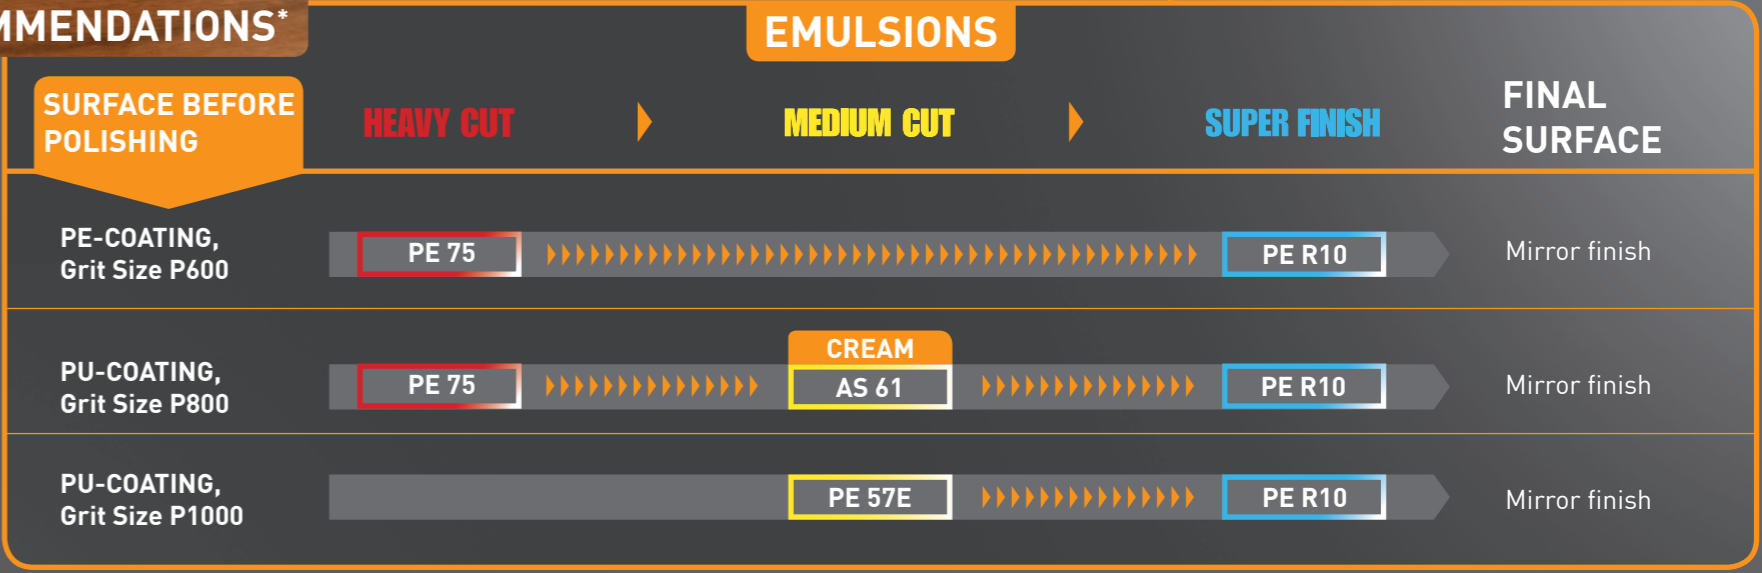 MMENDATIONS*
EMULSIONS
SURFACE BEFORE
POLISHING
HEAVY CUT
MEDIUM CUT
SUPER FINISH
FINAL
SURFACE
PE-COATING,
Grit Size P600
PE 75
PE R10
Mirror finish
PU-COATING,
Grit Size P800
PE 75
CREAM
AS 61
PE R10
Mirror finish
PU-COATING,
Grit Size P1000
PE 57E
PE R10
Mirror finish